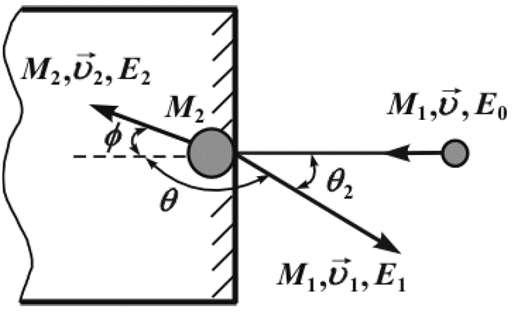 M₂, υ⃗₂, E₂
M₂
M₁, υ⃗, E₀
ϕ
θ
θ₂
M₁, υ⃗₁, E₁